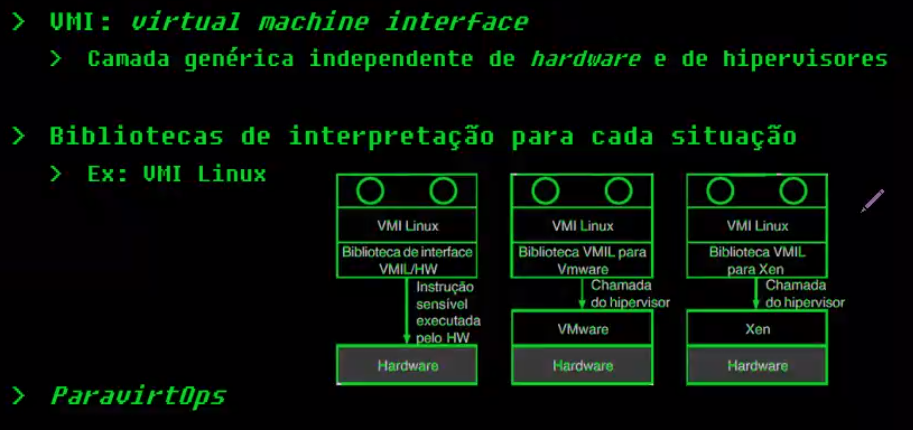 > VMI: virtual machine interface
> Camada genérica independente de hardware e de hipervisores
> Bibliotecas de interpretação para cada situação
> Ex: VMI Linux
VMI Linux
Biblioteca de interface
VMIL/HW
Instrução
sensível
executada
pelo HW
Hardware
VMI Linux
Biblioteca VMIL para
Vmware
Chamada
do hipervisor
VMware
Hardware
VMI Linux
Biblioteca VMIL
para Xen
Chamada
do hipervisor
Xen
Hardware
> ParavirtOps